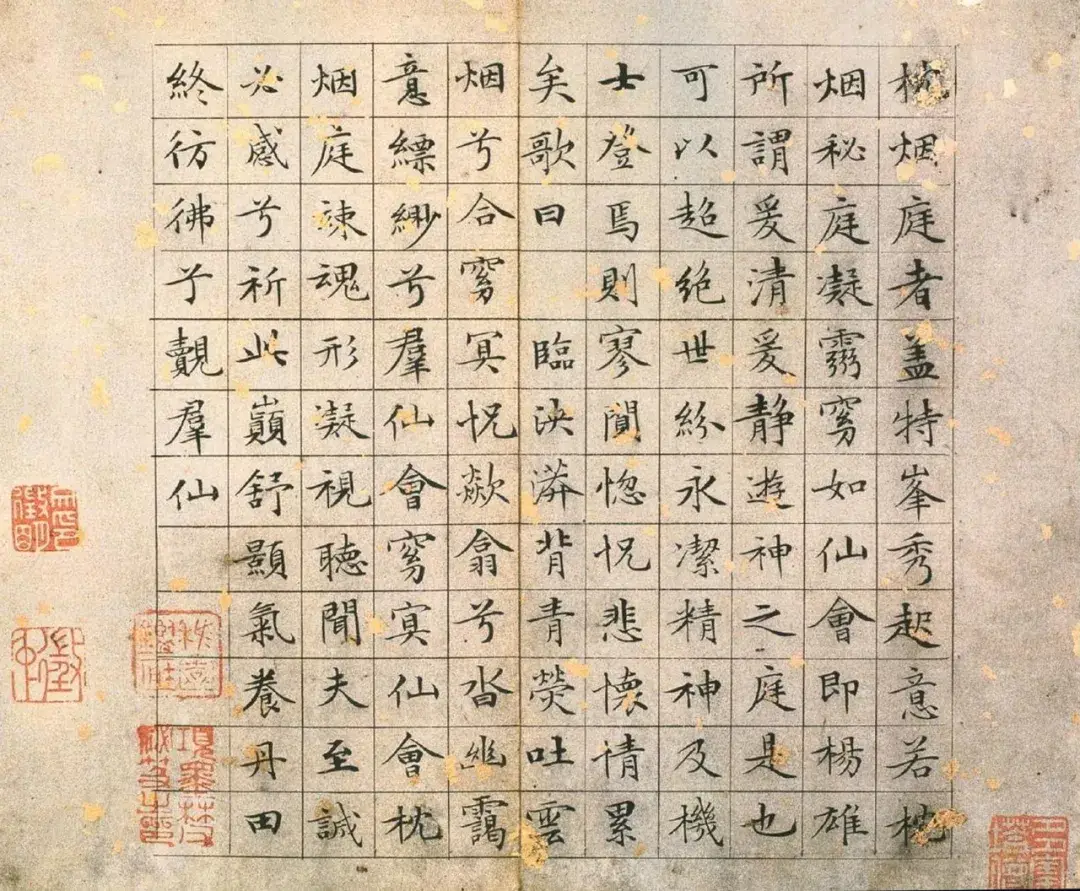 枕烟庭者盖特峯秀起意若枕
烟秘庭凝靈窈如仙會即楊雄
所謂爰清爰静遊神之庭是也
可以超絶世紛永潔精神及機
士登焉則寥閴惚怳悲懷情累
矣歌曰 臨泱漭背青熒吐雲
烟兮合窈冥怳歘翕兮沓幽靄
意縹緲兮羣仙會窈冥仙會枕
烟庭竦魂形凝視聽聞夫至誠
必感兮祈此巔舒顥氣養丹田
終彷彿兮覿羣仙